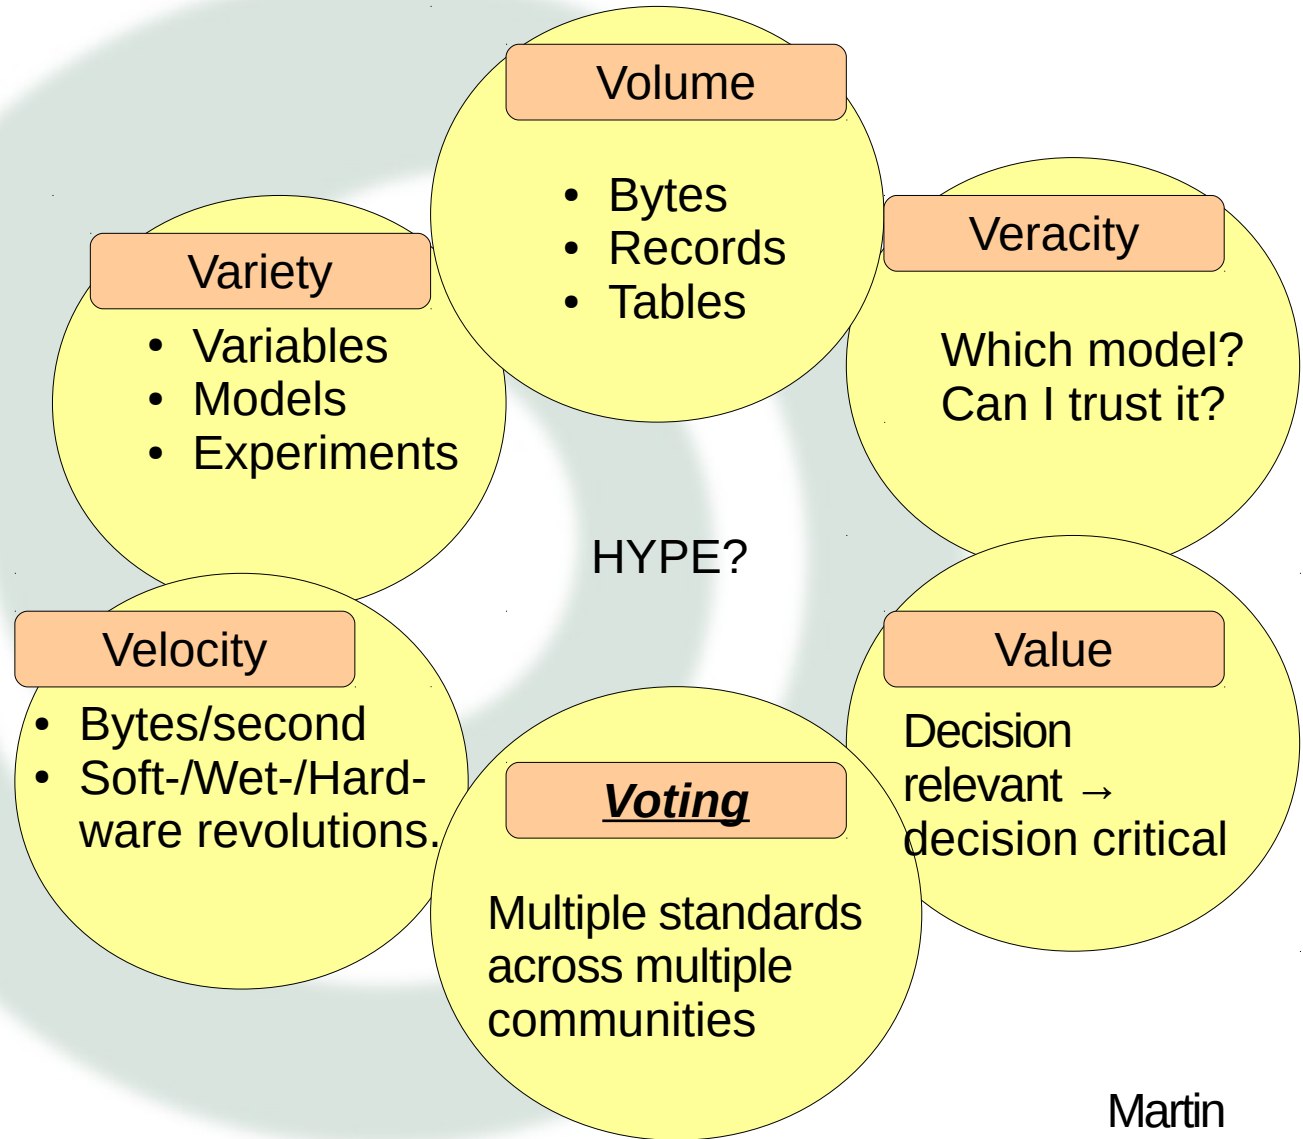 Volume
• Bytes
• Records
• Tables
Veracity
Which model?
Can I trust it?
Variety
• Variables
• Models
• Experiments
HYPE?
Velocity
• Bytes/second
• Soft-/Wet-/Hard-
ware revolutions.
Value
Decision
relevant →
decision critical
Voting
Multiple standards
across multiple
communities
Martin